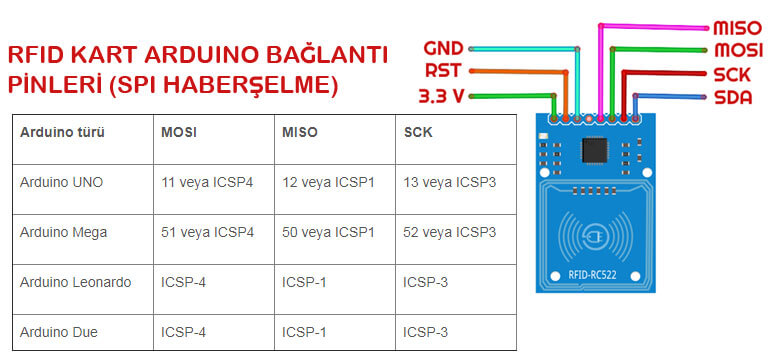 RFID KART ARDUINO BAĞLANTI
PİNLERİ (SPI HABERŞELME)
GND
RST
3.3 V
MISO
MOSI
SCK
SDA
Arduino türü MOSI MISO SCK
Arduino UNO 11 veya ICSP4 12 veya ICSP1 13 veya ICSP3
Arduino Mega 51 veya ICSP4 50 veya ICSP1 52 veya ICSP3
Arduino Leonardo ICSP-4 ICSP-1 ICSP-3
Arduino Due ICSP-4 ICSP-1 ICSP-3
RFID-RC522